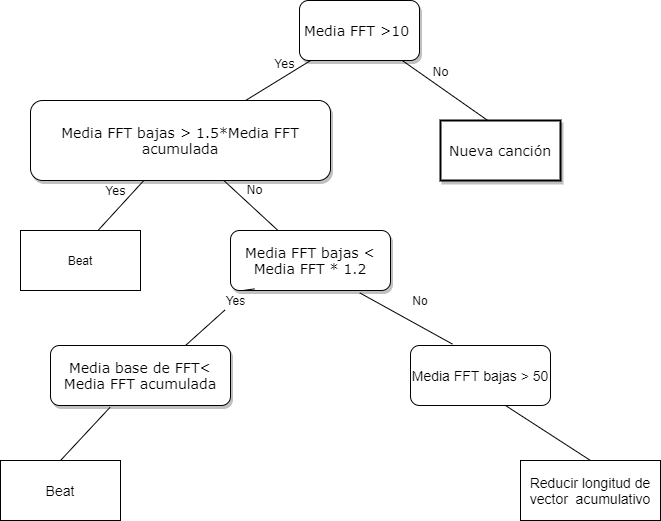 Media FFT >10
Yes
No
Media FFT bajas > 1.5*Media FFT
acumulada
Nueva canción
Yes
No
Beat
Media FFT bajas <
Media FFT * 1.2
Yes
No
Media base de FFT<
Media FFT acumulada
Media FFT bajas > 50
Beat
Reducir longitud de
vector acumulativo